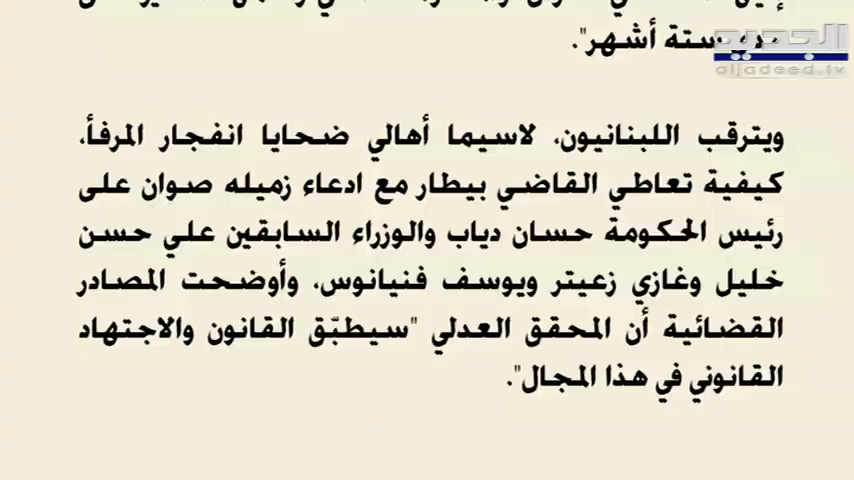 ستة أشهر".
الجديد
aljadeed.tv
ويترقب اللبنانيون، لاسيما أهالي ضحايا انفجار المرفأ،
كيفية تعاطي القاضي بيطار مع ادعاء زميله صوان على
رئيس الحكومة حسان دياب والوزراء السابقين علي حسن
خليل وغازي زعيتر ويوسف فنيانوس، وأوضحت المصادر
القضائية أن المحقق العدلي "سيطبّق القانون والاجتهاد
القانوني في هذا المجال".